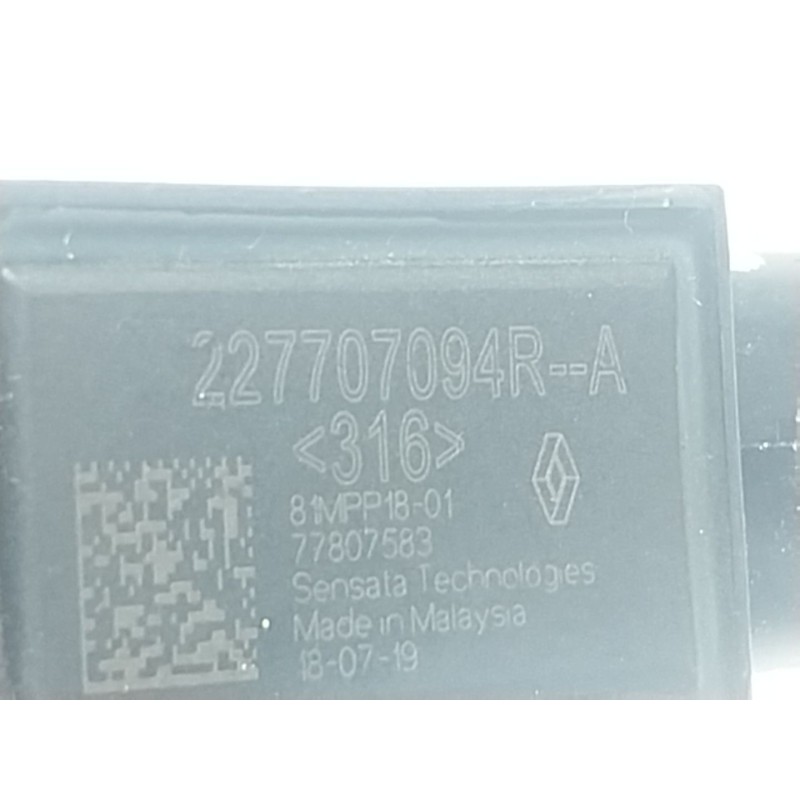 227707094R--A
<316>
81MPP18-01
77807583
Sensata Technologies
Made in Malaysia
18-07-19